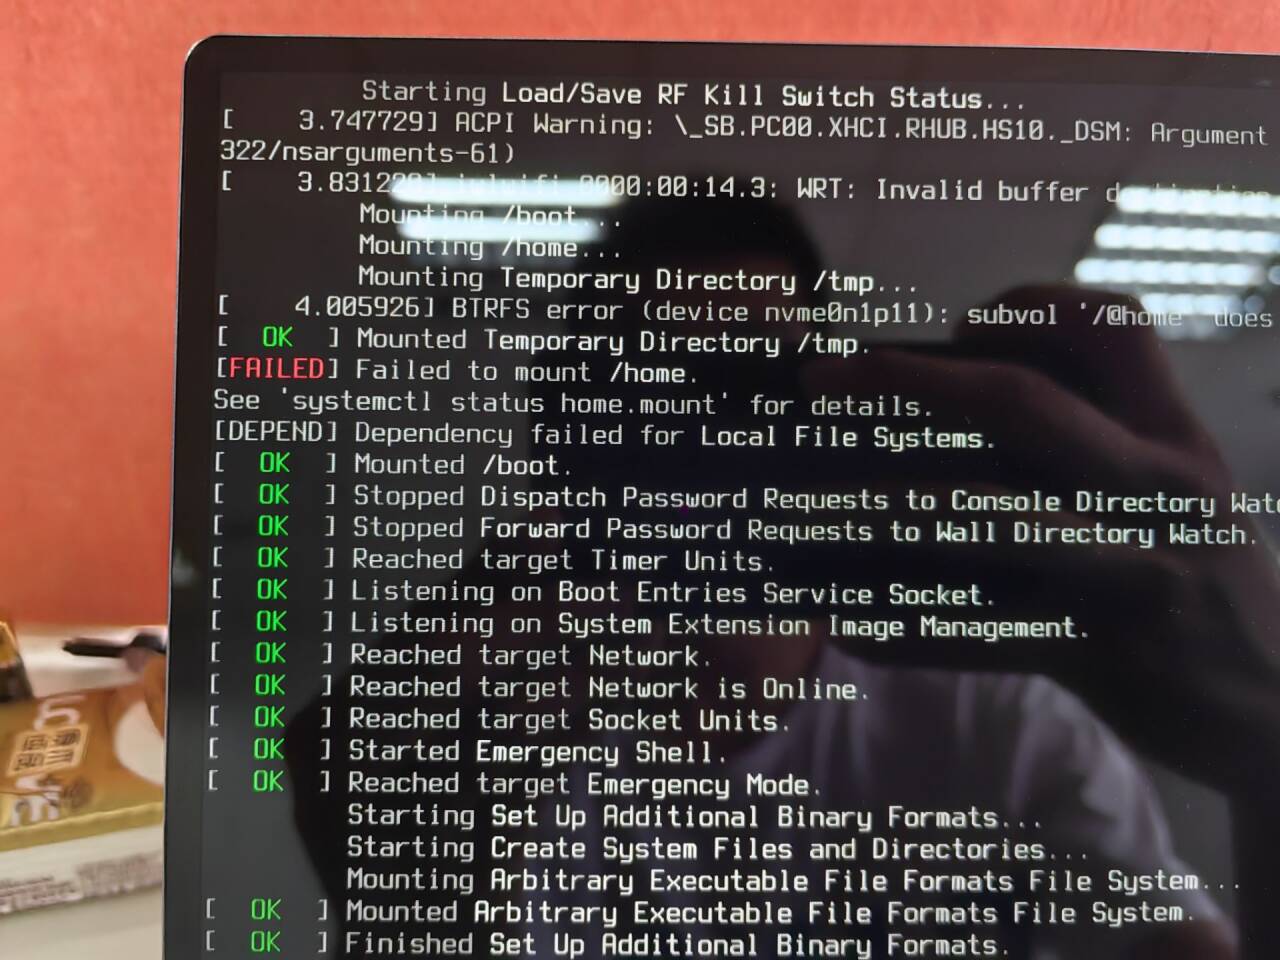 Starting Load/Save RF Kill Switch Status...
[    3.747729] ACPI Warning: \_SB.PC00.XHCI.RHUB.HS10._DSM: Argument
322/nsarguments-61)
[    3.831228] iwlwifi 0000:00:14.3: WRT: Invalid buffer destination
Mounting /boot...
Mounting /home...
Mounting Temporary Directory /tmp...
[    4.005926] BTRFS error (device nvme0n1p11): subvol '/@home' does
[  OK  ] Mounted Temporary Directory /tmp.
[FAILED] Failed to mount /home.
See 'systemctl status home.mount' for details.
[DEPEND] Dependency failed for Local File Systems.
[  OK  ] Mounted /boot.
[  OK  ] Stopped Dispatch Password Requests to Console Directory Watc
[  OK  ] Stopped Forward Password Requests to Wall Directory Watch.
[  OK  ] Reached target Timer Units.
[  OK  ] Listening on Boot Entries Service Socket.
[  OK  ] Listening on System Extension Image Management.
[  OK  ] Reached target Network.
[  OK  ] Reached target Network is Online.
[  OK  ] Reached target Socket Units.
[  OK  ] Started Emergency Shell.
[  OK  ] Reached target Emergency Mode.
Starting Set Up Additional Binary Formats...
Starting Create System Files and Directories...
Mounting Arbitrary Executable File Formats File System...
[  OK  ] Mounted Arbitrary Executable File Formats File System.
[  OK  ] Finished Set Up Additional Binary Formats.